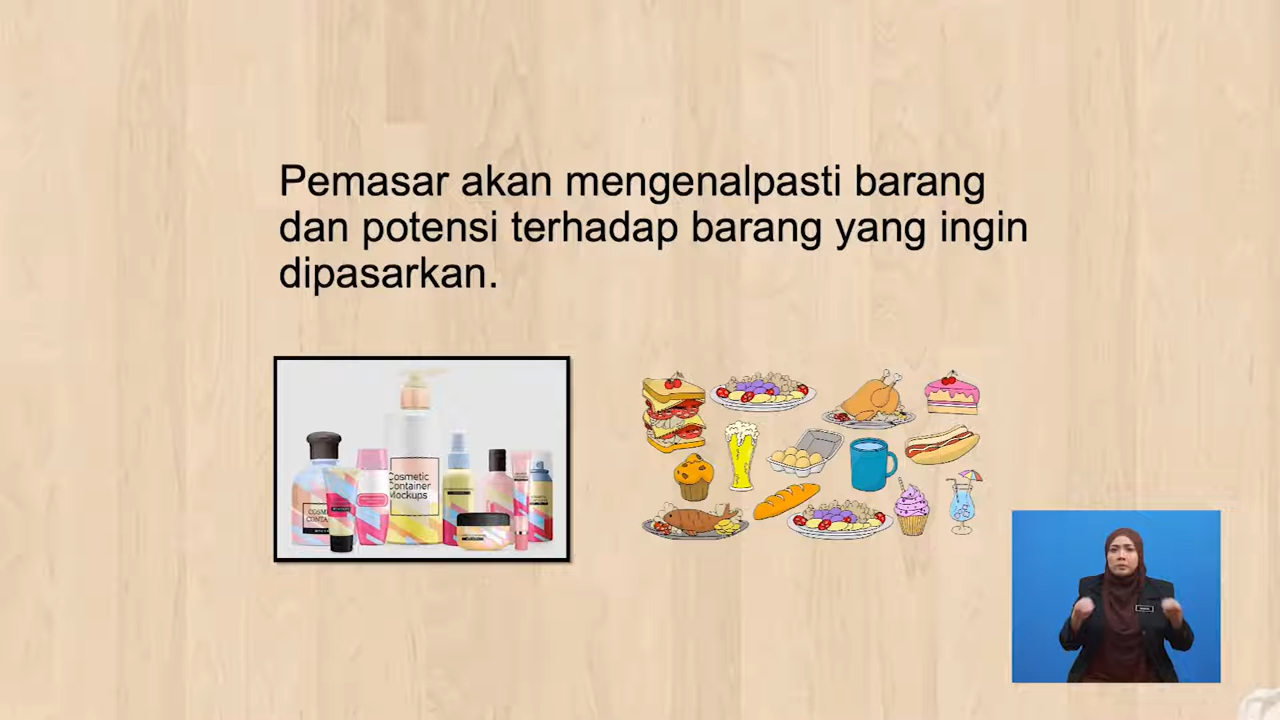 Pemasar akan mengenalpasti barang
dan potensi terhadap barang yang ingin
dipasarkan.
Cosmetic
Container
Mockups